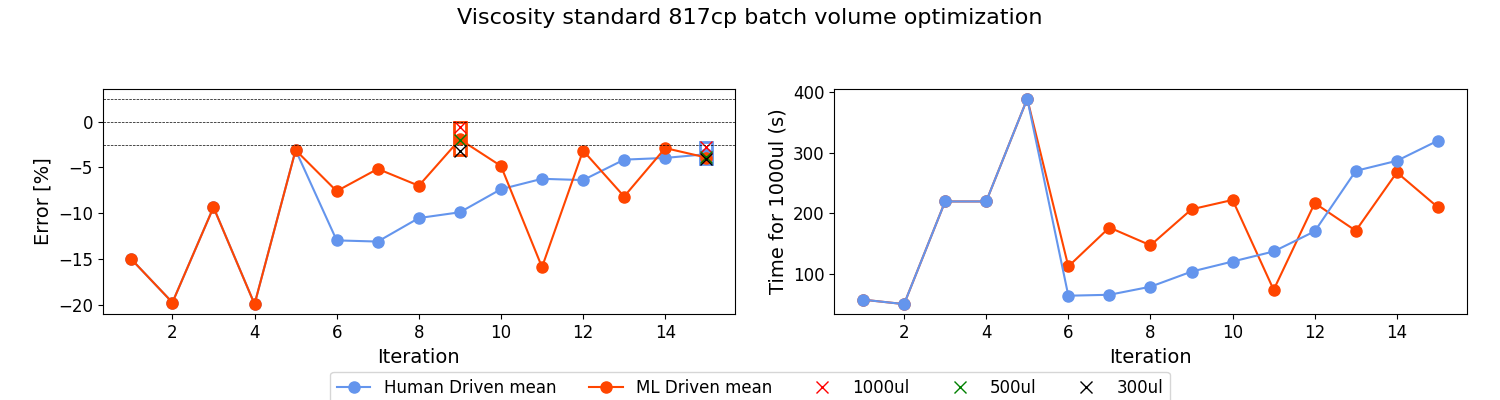 Viscosity standard 817cp batch volume optimization
Error [%]
0
−5
−10
−15
−20
2 4 6 8 10 12 14
Iteration
Time for 1000ul (s)
400
300
200
100
2 4 6 8 10 12 14
Iteration
Human Driven mean ML Driven mean 1000ul 500ul 300ul